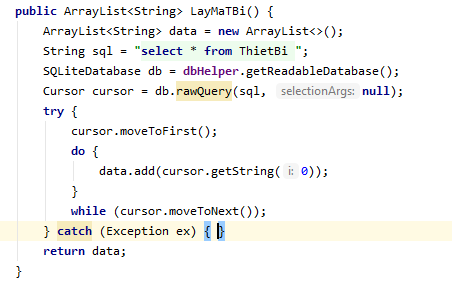 public ArrayList<String> LayMaTBi() {
    ArrayList<String> data = new ArrayList<>();
    String sql = "select * from ThietBi ";
    SQLiteDatabase db = dbHelper.getReadableDatabase();
    Cursor cursor = db.rawQuery(sql, selectionArgs: null);
    try {
        cursor.moveToFirst();
        do {
            data.add(cursor.getString( i: 0));
        }
        while (cursor.moveToNext());
    } catch (Exception ex) { }
    return data;
}